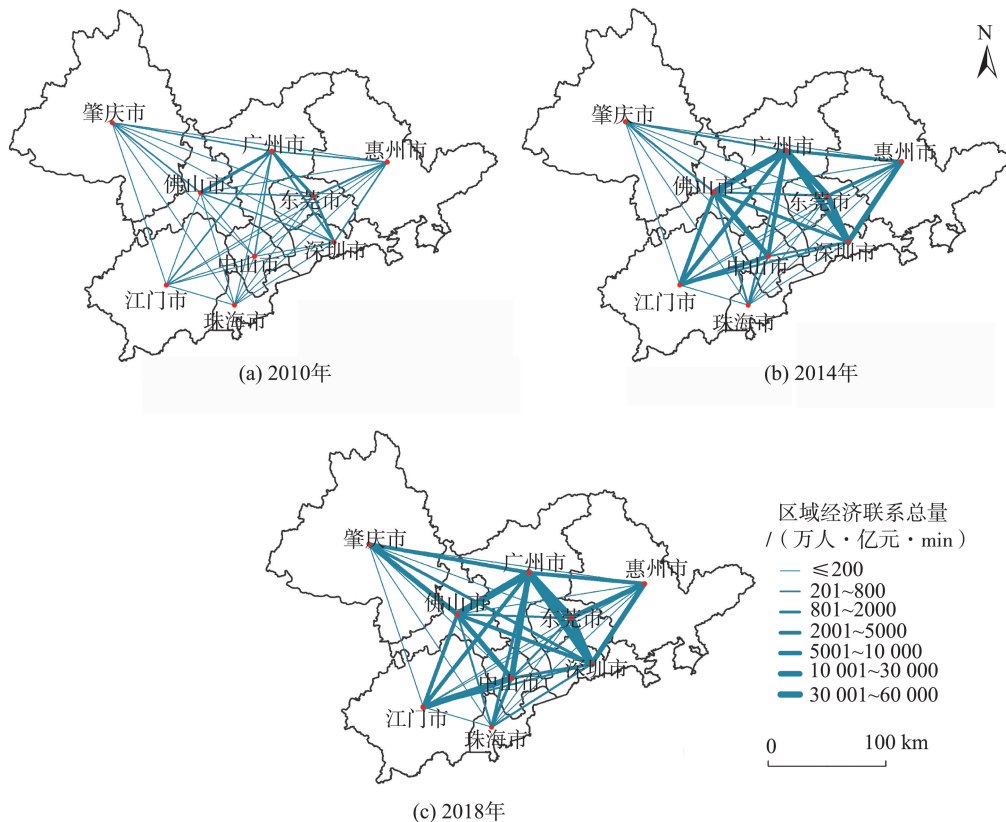 N
肇庆市
广州市
惠州市
佛山市
东莞市
深圳市
中山市
江门市
珠海市
(a) 2010年
肇庆市
广州市
惠州市
佛山市
东莞市
深圳市
中山市
江门市
珠海市
(b) 2014年
肇庆市
广州市
惠州市
佛山市
东莞市
深圳市
中山市
江门市
珠海市
(c) 2018年
区域经济联系总量
/（万人·亿元·min）
≤200
201~800
801~2000
2001~5000
5001~10 000
10 001~30 000
30 001~60 000
0 100 km